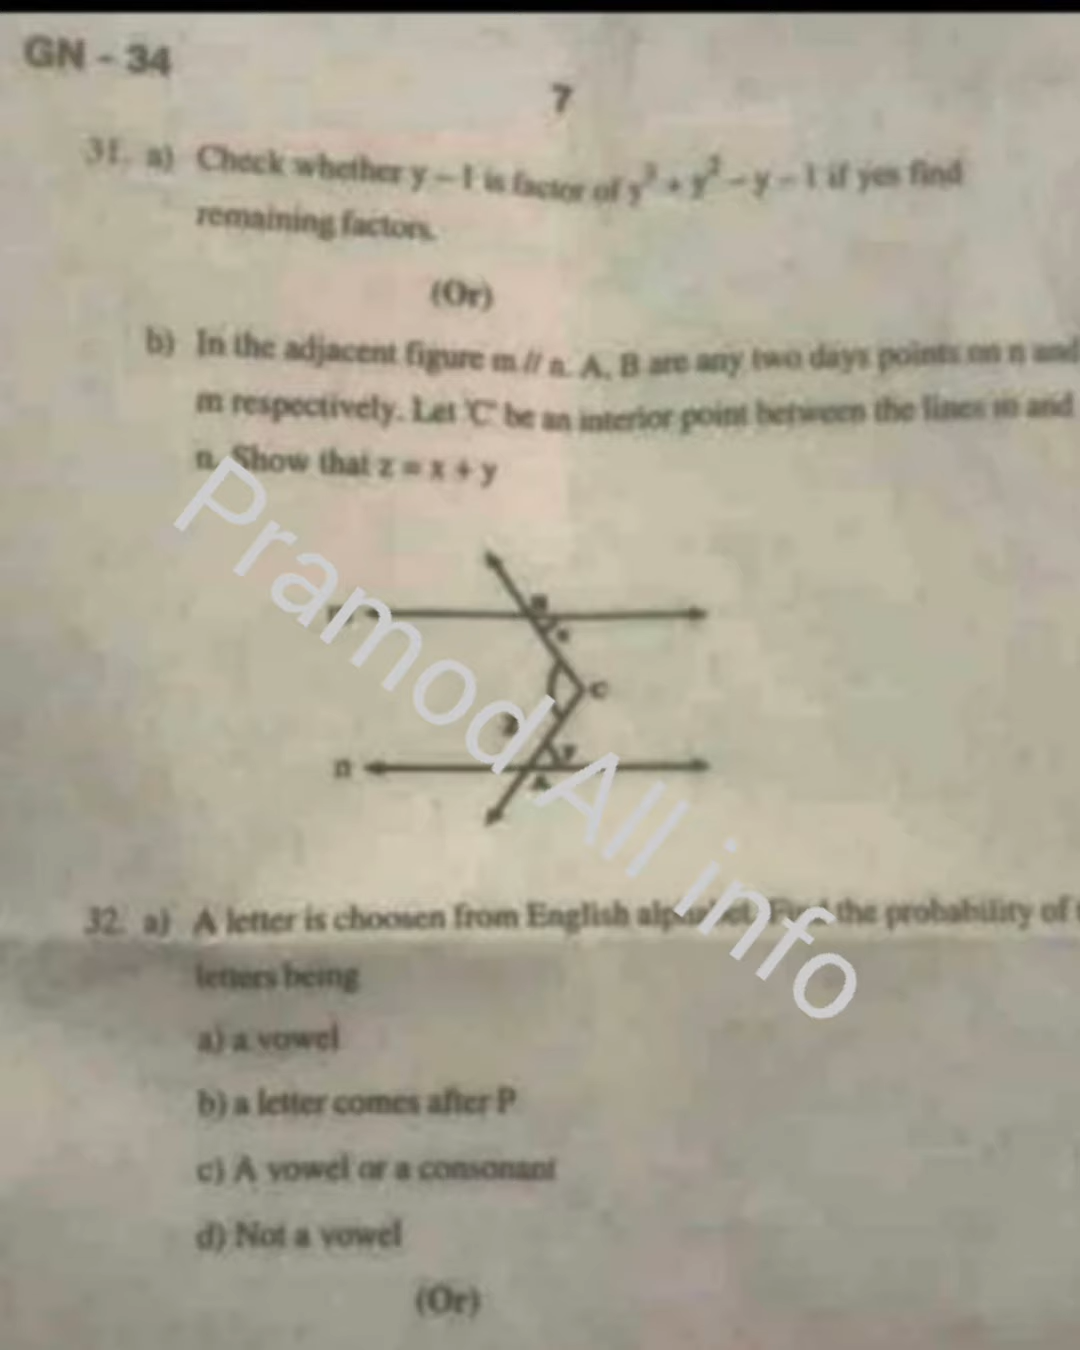 GN - 34
7
31. a) Check whether y - 1 is factor of y³ + y² - y - 1 if yes find
remaining factors.
(Or)
b) In the adjacent figure m // n. A, B are any two days points on n and
m respectively. Let 'C' be an interior point between the lines m and
n. Show that z = x + y
B
x
C
z
y
n
A
32. a) A letter is choosen from English alphabet. Find the probability of
letters being
a) a vowel
b) a letter comes after P
c) A vowel or a consonant
d) Not a vowel
(Or)
Pramod All info